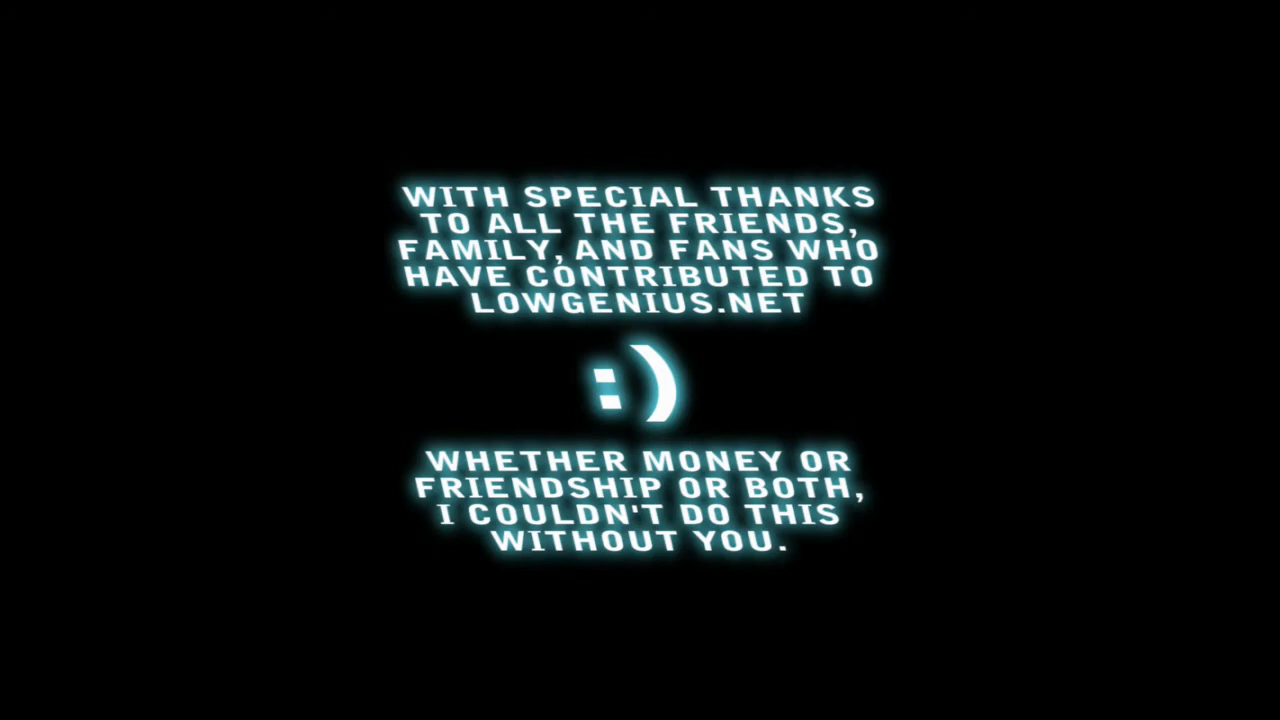 WITH SPECIAL THANKS
TO ALL THE FRIENDS,
FAMILY, AND FANS WHO
HAVE CONTRIBUTED TO
LOWGENIUS.NET
:)
WHETHER MONEY OR
FRIENDSHIP OR BOTH,
I COULDN'T DO THIS
WITHOUT YOU.